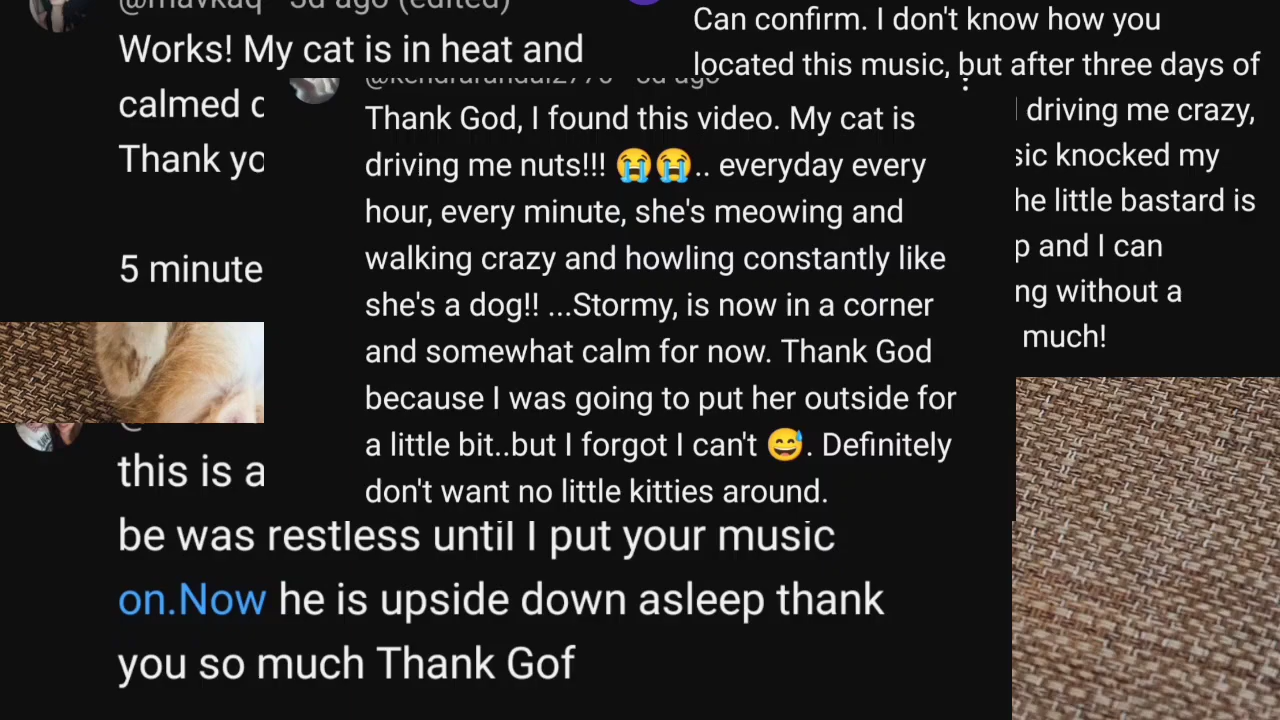 Works! My cat is in heat and
calmed
Thank yo
5 minute
Thank God, I found this video. My cat is
driving me nuts!!! 😭😭.. everyday every
hour, every minute, she's meowing and
walking crazy and howling constantly like
she's a dog!! ...Stormy, is now in a corner
and somewhat calm for now. Thank God
because I was going to put her outside for
a little bit..but I forgot I can't 😅. Definitely
don't want no little kitties around.
Can confirm. I don't know how you
located this music, but after three days of
driving me crazy,
sic knocked my
he little bastard is
p and I can
ng without a
much!
this is a
be was restless until I put your music
on.Now he is upside down asleep thank
you so much Thank Gof